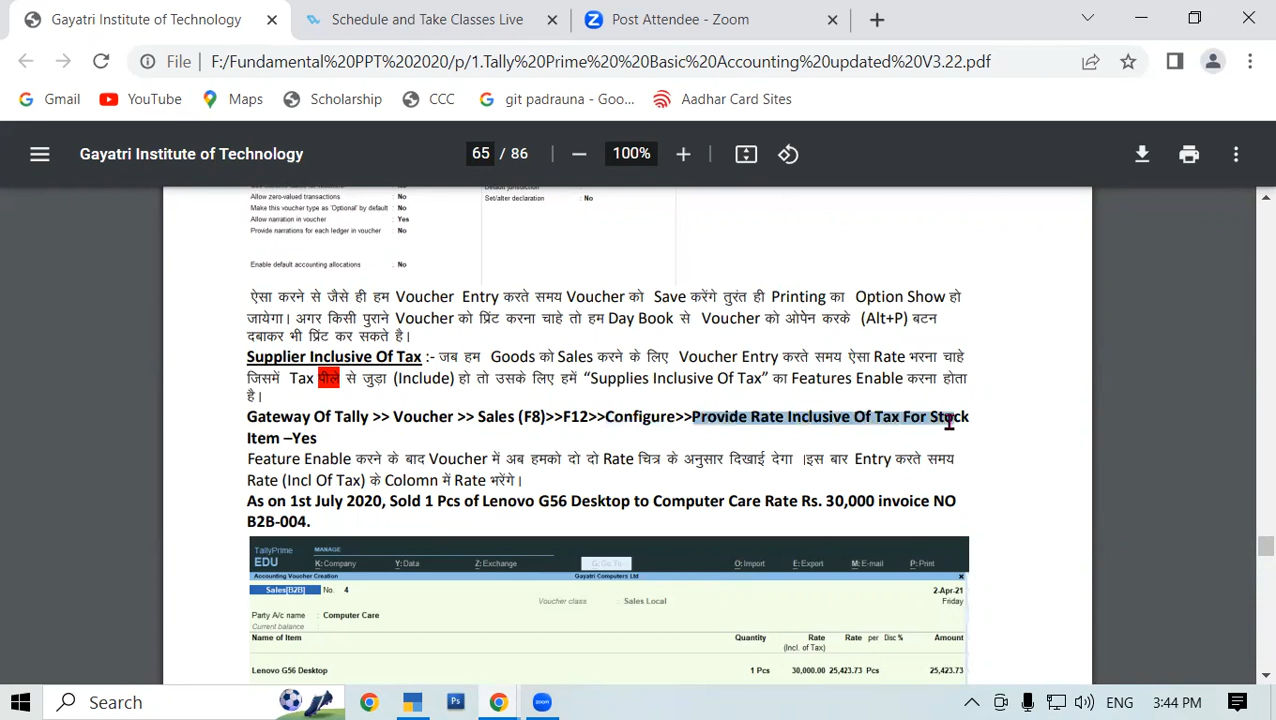 Gayatri Institute of Technology
Schedule and Take Classes Live
Post Attendee - Zoom
File
F:/Fundamental%20PPT%202020/p/1.Tally%20Prime%20%20Basic%20Accounting%20updated%20V3.22.pdf
Gmail
YouTube
Maps
Scholarship
CCC
git padrauna - Goo...
Aadhar Card Sites
Gayatri Institute of Technology
65 / 86
100%
Default jurisdiction
Allow zero-valued transactions : No
Set/alter declaration : No
Make this voucher type as 'Optional' by default : No
Allow narration in voucher : Yes
Provide narrations for each ledger in voucher : No
Enable default accounting allocations : No
ऐसा करने से जैसे ही हम Voucher Entry करते समय Voucher को Save करेंगे तुरंत ही Printing का Option Show हो
जायेगा। अगर किसी पुराने Voucher को प्रिंट करना चाहे तो हम Day Book से Voucher को ओपेन करके (Alt+P) बटन
दबाकर भी प्रिंट कर सकते है।
Supplier Inclusive Of Tax :- जब हम Goods को Sales करने के लिए Voucher Entry करते समय ऐसा Rate भरना चाहे
जिसमें Tax पीले से जुड़ा (Include) हो तो उसके लिए हमें “Supplies Inclusive Of Tax” का Features Enable करना होता
है।
Gateway Of Tally >> Voucher >> Sales (F8)>>F12>>Configure>>Provide Rate Inclusive Of Tax For Stock
Item –Yes
Feature Enable करने के बाद Voucher में अब हमको दो दो Rate चित्र के अनुसार दिखाई देगा ।इस बार Entry करते समय
Rate (Incl Of Tax) के Colomn में Rate भरेंगे।
As on 1st July 2020, Sold 1 Pcs of Lenovo G56 Desktop to Computer Care Rate Rs. 30,000 invoice NO
B2B-004.
TallyPrime
MANAGE
EDU
K:Company
Y:Data
Z:Exchange
G:Go To
O:Import
E:Export
M:E-mail
P:Print
Accounting Voucher Creation
Gayatri Computers Ltd
Sales[B2B] No. 4
2-Apr-21
Voucher class : Sales Local
Friday
Party A/c name : Computer Care
Current balance :
Name of Item
Quantity
Rate
Rate
per
Disc %
Amount
(Incl. of Tax)
Lenovo G56 Desktop
1 Pcs
30,000.00
25,423.73
Pcs
25,423.73
Search
Ps
ENG
3:44 PM